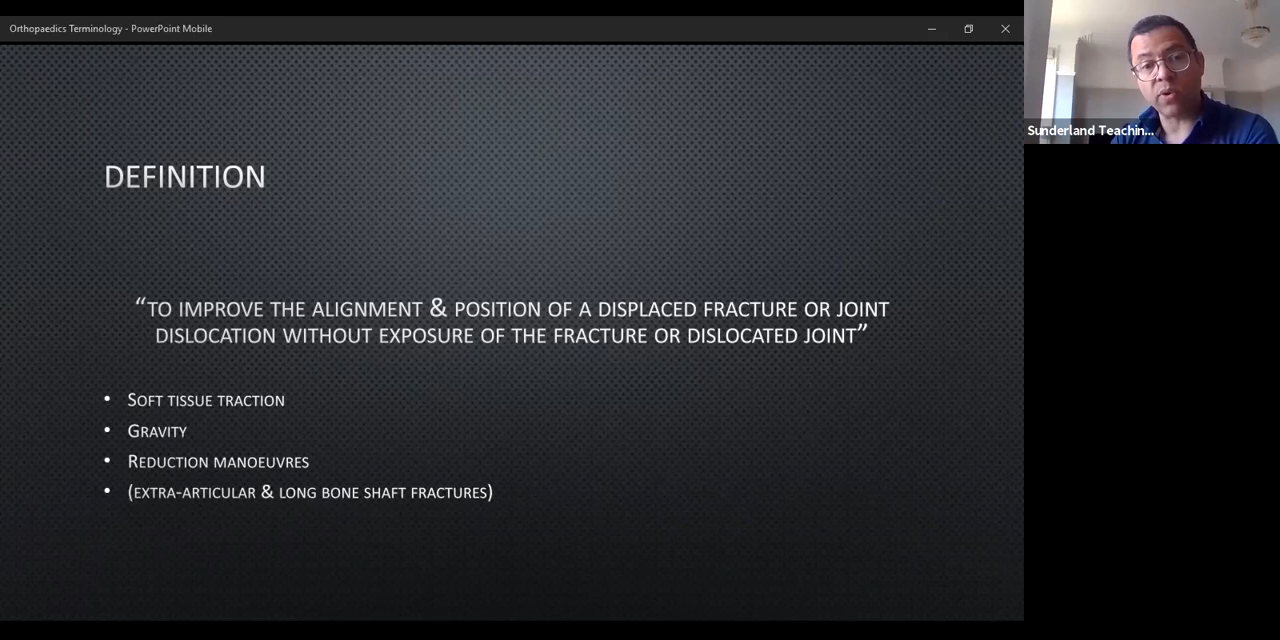 Orthopaedics Terminology - PowerPoint Mobile
Sunderland Teachin...
DEFINITION
“TO IMPROVE THE ALIGNMENT & POSITION OF A DISPLACED FRACTURE OR JOINT
DISLOCATION WITHOUT EXPOSURE OF THE FRACTURE OR DISLOCATED JOINT”
• SOFT TISSUE TRACTION
• GRAVITY
• REDUCTION MANOEUVRES
• (EXTRA-ARTICULAR & LONG BONE SHAFT FRACTURES)